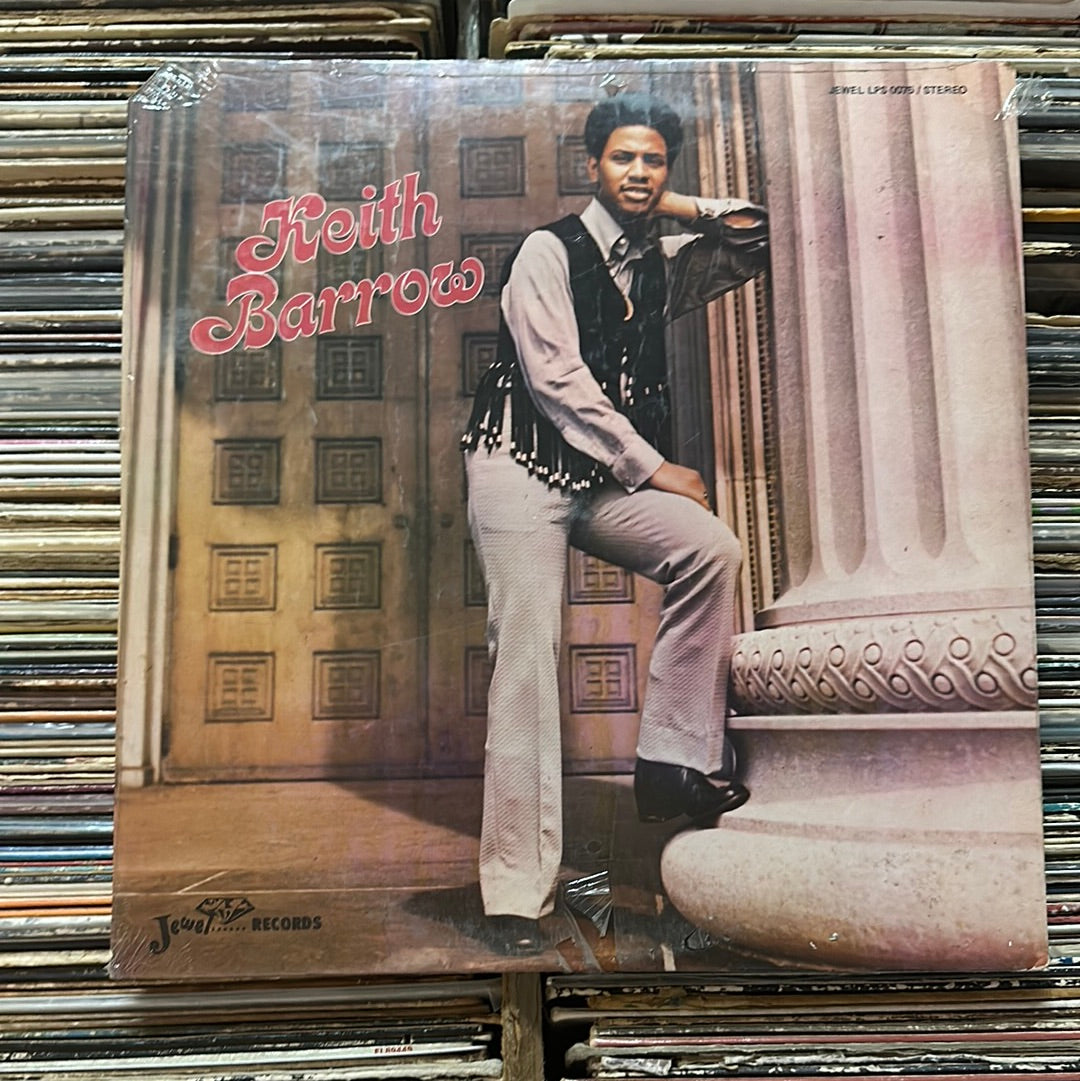 JEWEL LPS 0075 / STEREO
Keith
Barrow
Jewel...... RECORDS